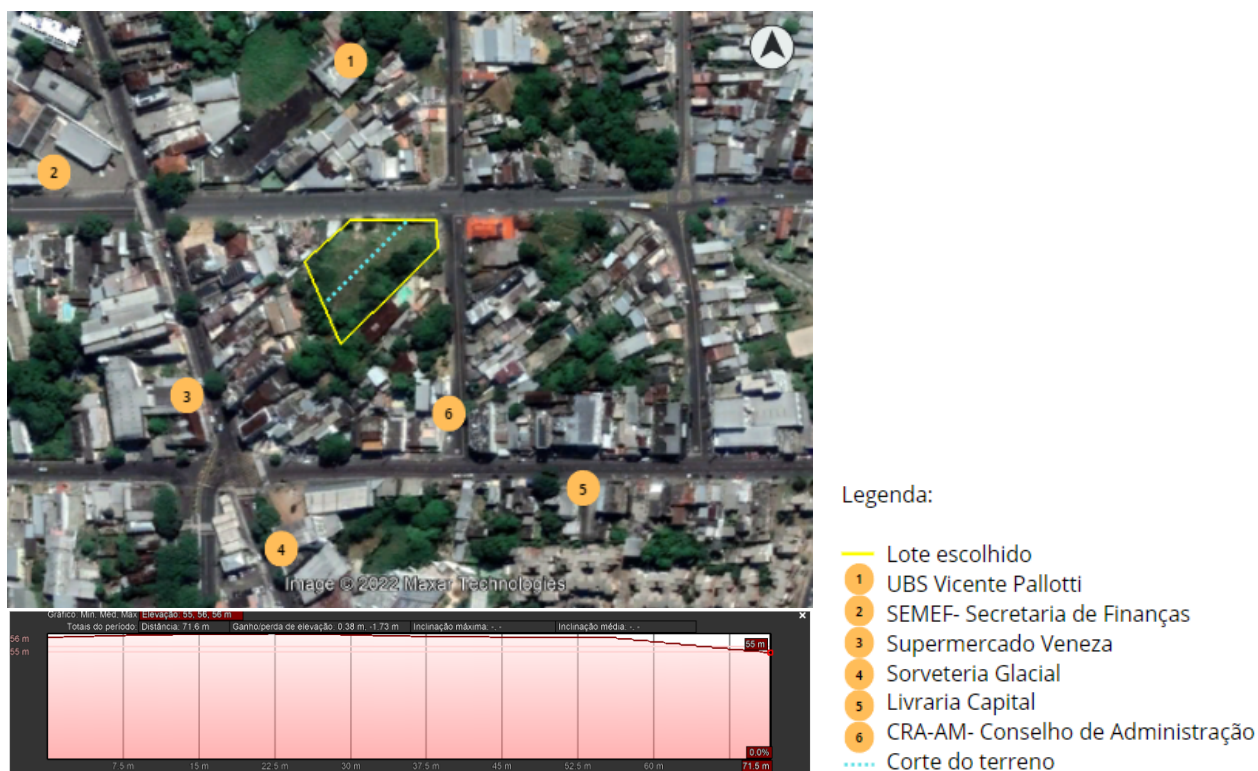 1
2
3
6
5
4
Image © 2022 Maxar Technologies
Gráfico: Min, Méd, Máx Elevação: 55, 56, 56 m
Totais do período: Distância: 71.6 m Ganho/perda de elevação: 0.38 m, -1.73 m Inclinação máxima: -, - Inclinação média: -, -
56 m
55 m
55 m
0,0%
7.5 m 15 m 22.5 m 30 m 37.5 m 45 m 52.5 m 60 m 71.5 m
Legenda:
Lote escolhido
1 UBS Vicente Pallotti
2 SEMEF- Secretaria de Finanças
3 Supermercado Veneza
4 Sorveteria Glacial
5 Livraria Capital
6 CRA-AM- Conselho de Administração
Corte do terreno